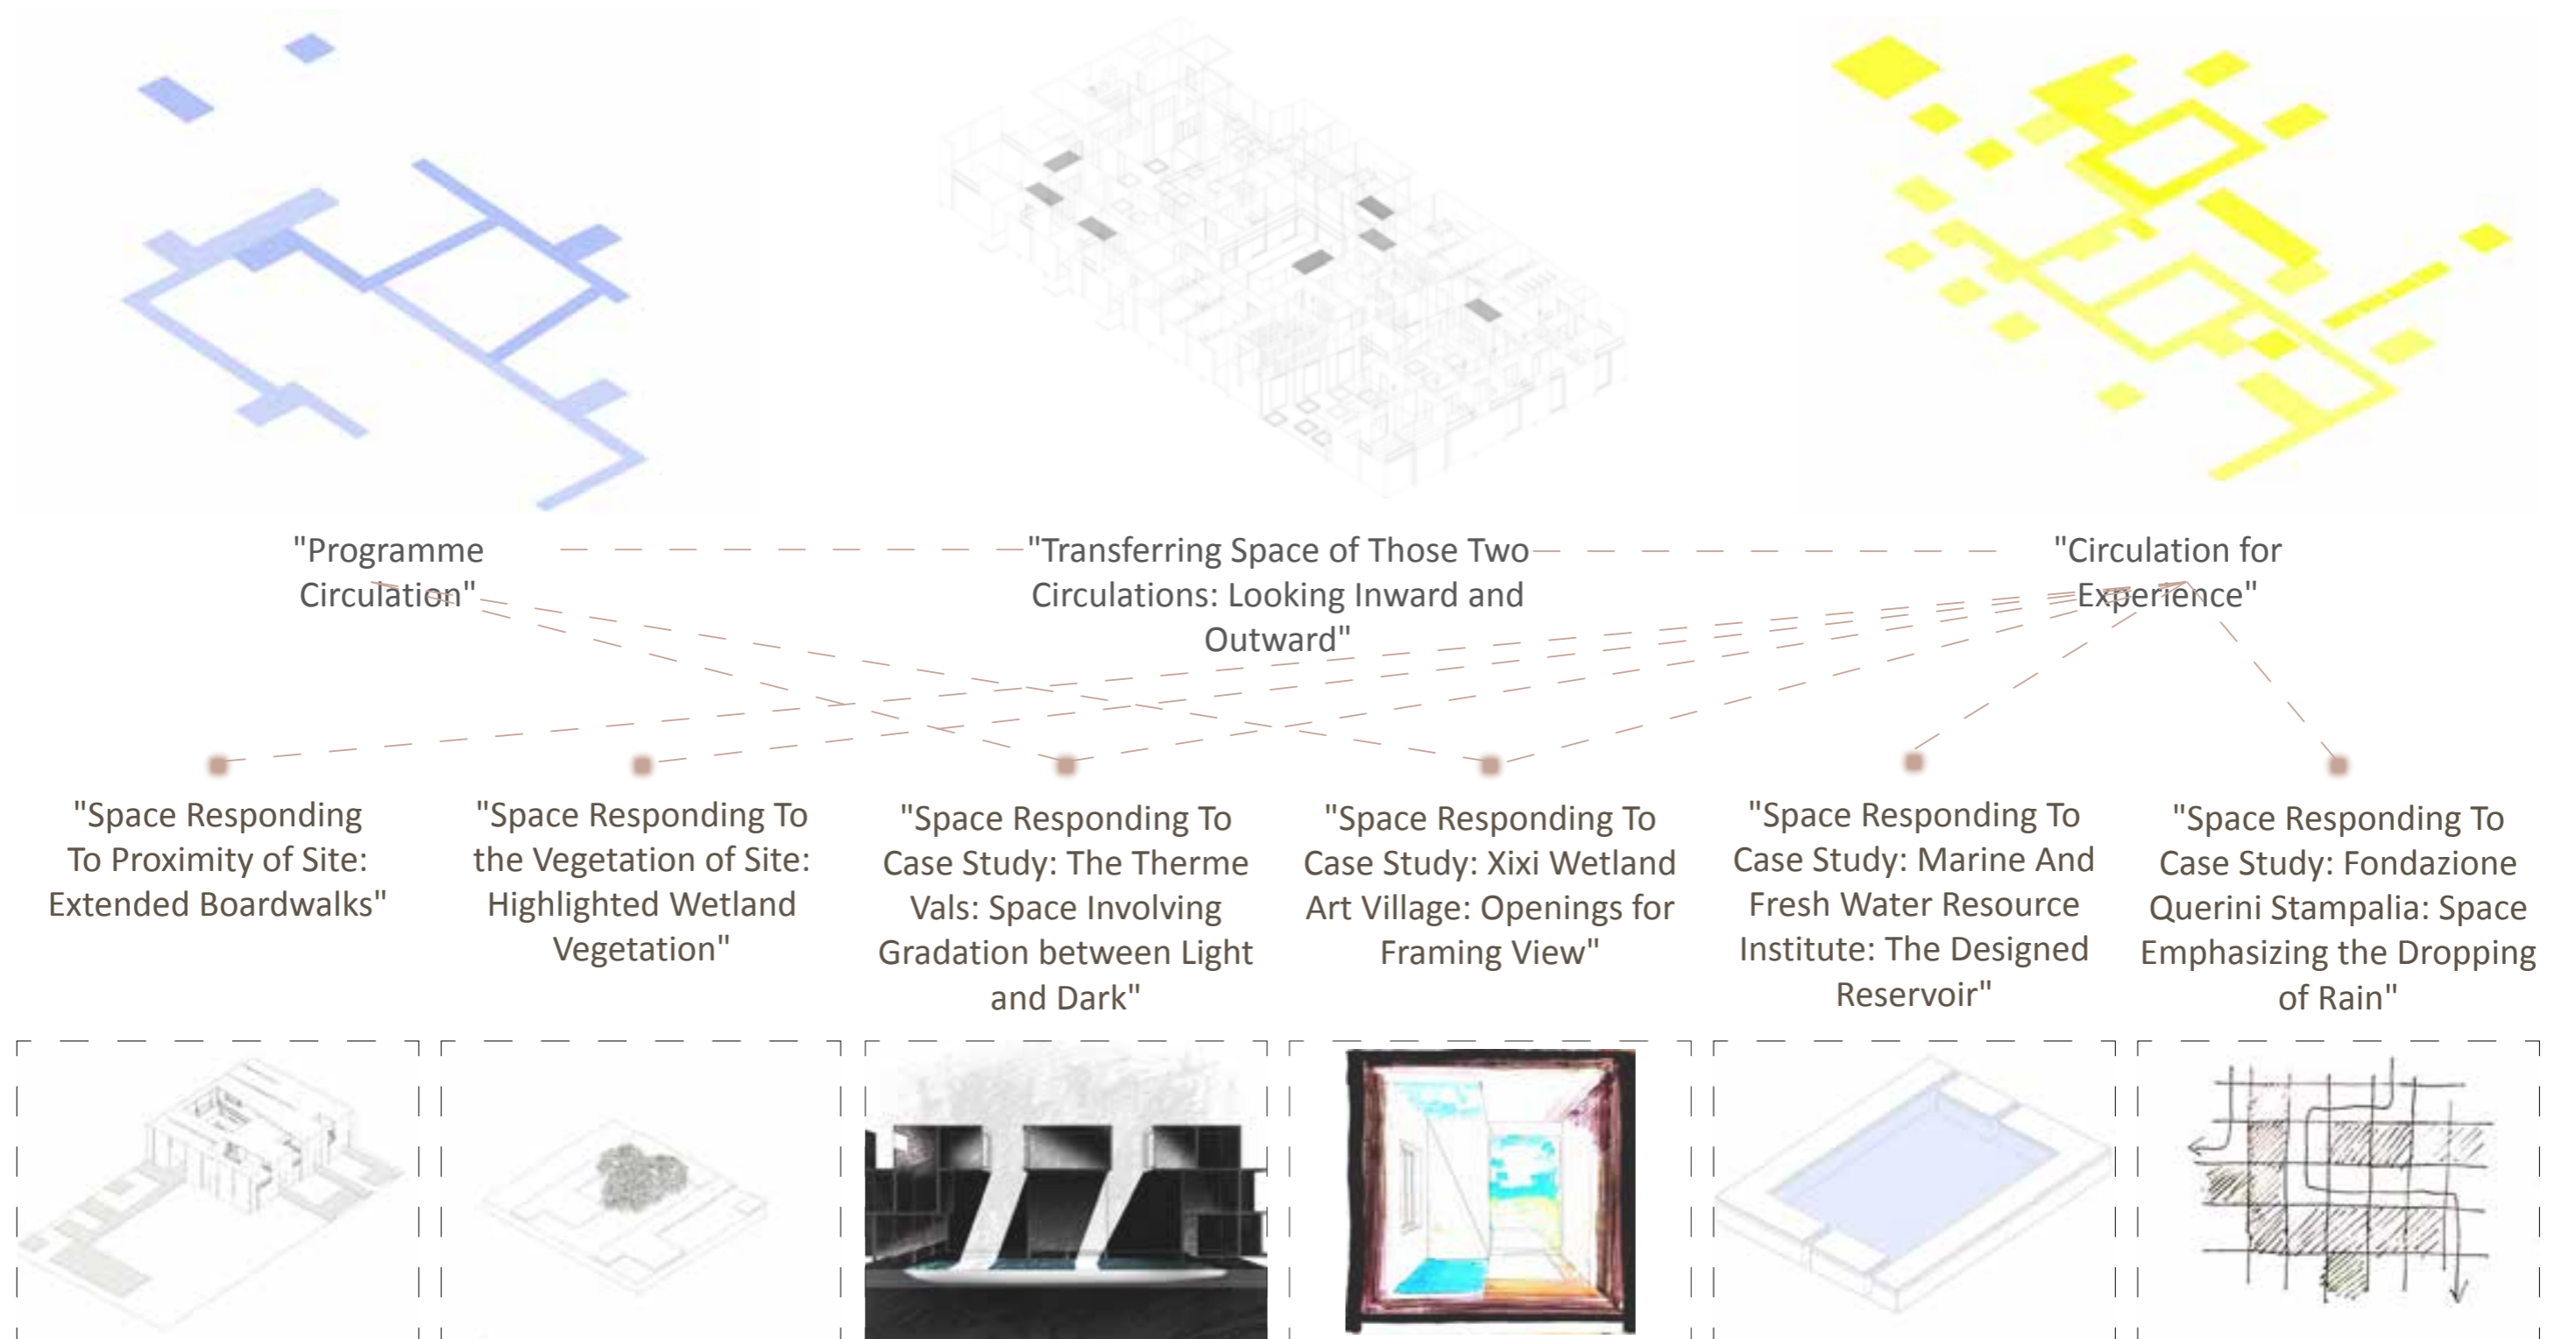 "Programme
Circulation"
"Transferring Space of Those Two
Circulations: Looking Inward and
Outward"
"Circulation for
Experience"
"Space Responding
To Proximity of Site:
Extended Boardwalks"
"Space Responding To
the Vegetation of Site:
Highlighted Wetland
Vegetation"
"Space Responding To
Case Study: The Therme
Vals: Space Involving
Gradation between Light
and Dark"
"Space Responding To
Case Study: Xixi Wetland
Art Village: Openings for
Framing View"
"Space Responding To
Case Study: Marine And
Fresh Water Resource
Institute: The Designed
Reservoir"
"Space Responding To
Case Study: Fondazione
Querini Stampalia: Space
Emphasizing the Dropping
of Rain"